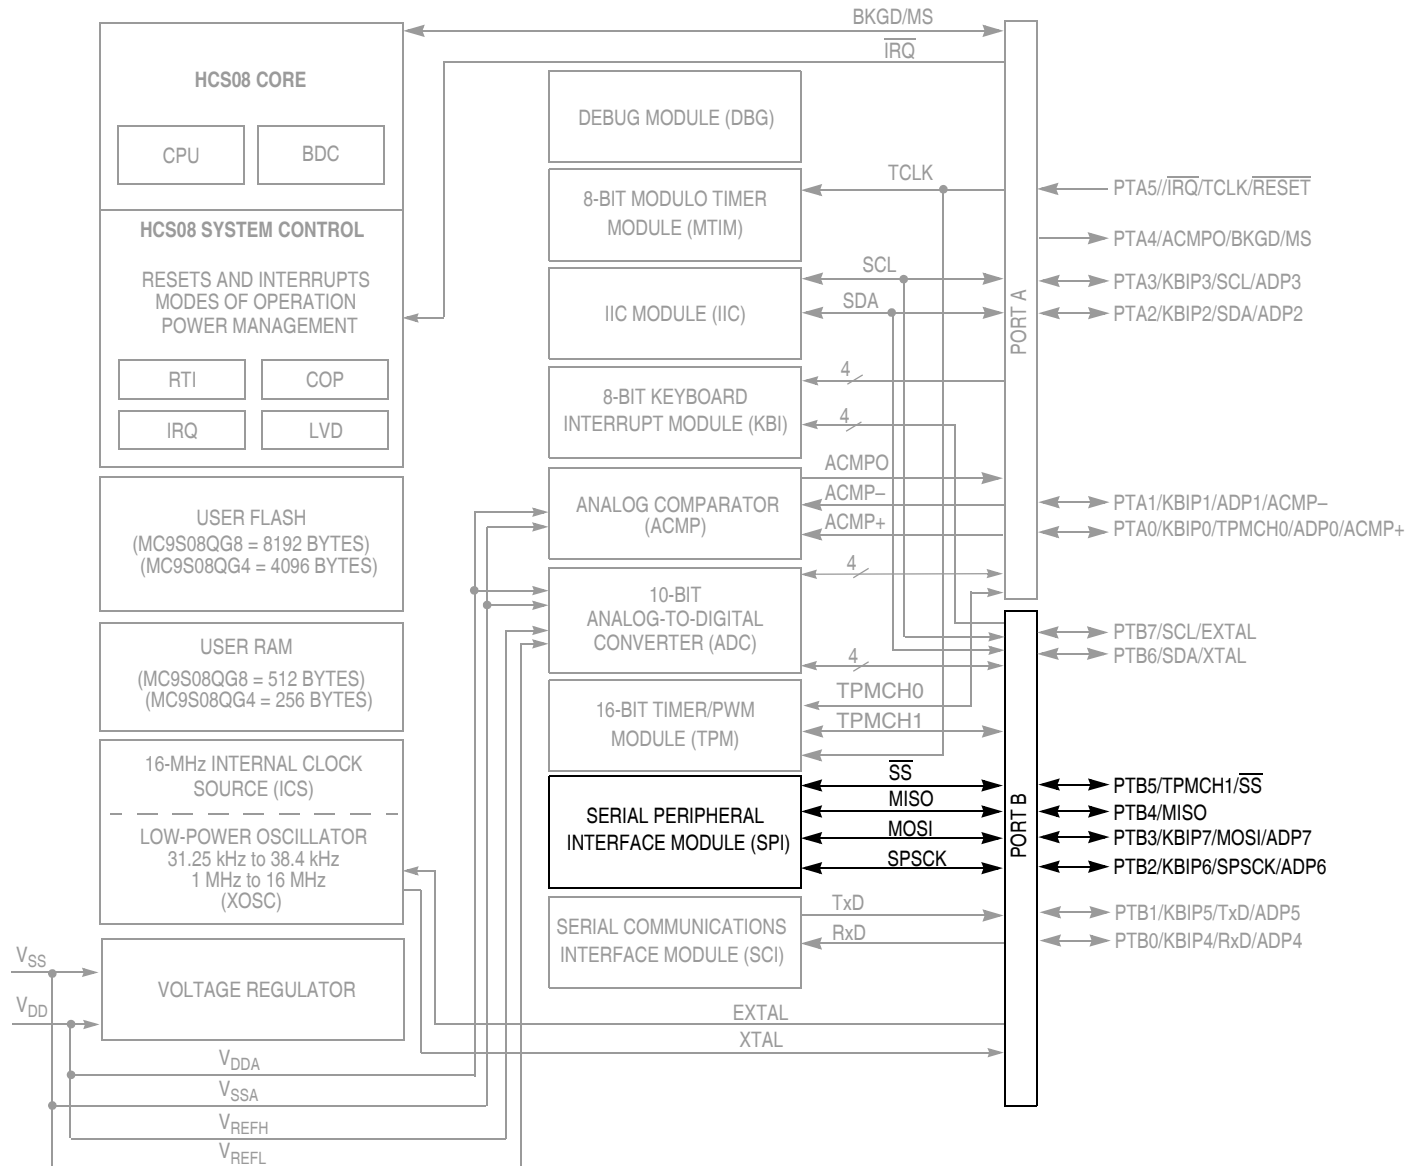 BKGD/MS
IRQ
HCS08 CORE
CPU
BDC
HCS08 SYSTEM CONTROL
RESETS AND INTERRUPTS
MODES OF OPERATION
POWER MANAGEMENT
RTI
COP
IRQ
LVD
USER FLASH
(MC9S08QG8 = 8192 BYTES)
(MC9S08QG4 = 4096 BYTES)
USER RAM
(MC9S08QG8 = 512 BYTES)
(MC9S08QG4 = 256 BYTES)
16-MHz INTERNAL CLOCK
SOURCE (ICS)
LOW-POWER OSCILLATOR
31.25 kHz to 38.4 kHz
1 MHz to 16 MHz
(XOSC)
VOLTAGE REGULATOR
VSS
VDD
VDDA
VSSA
VREFH
VREFL
DEBUG MODULE (DBG)
8-BIT MODULO TIMER
MODULE (MTIM)
TCLK
IIC MODULE (IIC)
SCL
SDA
8-BIT KEYBOARD
INTERRUPT MODULE (KBI)
4
4
ANALOG COMPARATOR
(ACMP)
ACMPO
ACMP–
ACMP+
10-BIT
ANALOG-TO-DIGITAL
CONVERTER (ADC)
4
4
16-BIT TIMER/PWM
MODULE (TPM)
TPMCH0
TPMCH1
SERIAL PERIPHERAL
INTERFACE MODULE (SPI)
SS
MISO
MOSI
SPSCK
SERIAL COMMUNICATIONS
INTERFACE MODULE (SCI)
TxD
RxD
EXTAL
XTAL
PORT A
PTA5//IRQ/TCLK/RESET
PTA4/ACMPO/BKGD/MS
PTA3/KBIP3/SCL/ADP3
PTA2/KBIP2/SDA/ADP2
PTA1/KBIP1/ADP1/ACMP–
PTA0/KBIP0/TPMCH0/ADP0/ACMP+
PORT B
PTB7/SCL/EXTAL
PTB6/SDA/XTAL
PTB5/TPMCH1/SS
PTB4/MISO
PTB3/KBIP7/MOSI/ADP7
PTB2/KBIP6/SPSCK/ADP6
PTB1/KBIP5/TxD/ADP5
PTB0/KBIP4/RxD/ADP4